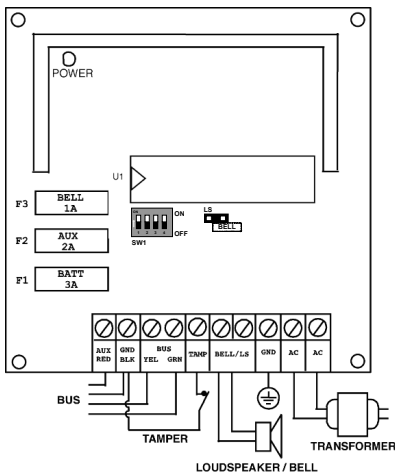 POWER
U1
F3 BELL 1A
LS
ON
1 2 3 4
OFF
SW1
BELL
F2 AUX 2A
F1 BATT 3A
AUX RED
GND BLK
BUS
YEL GRN
TAMP
BELL/LS
GND
AC
AC
BUS
TAMPER
TRANSFORMER
LOUDSPEAKER / BELL